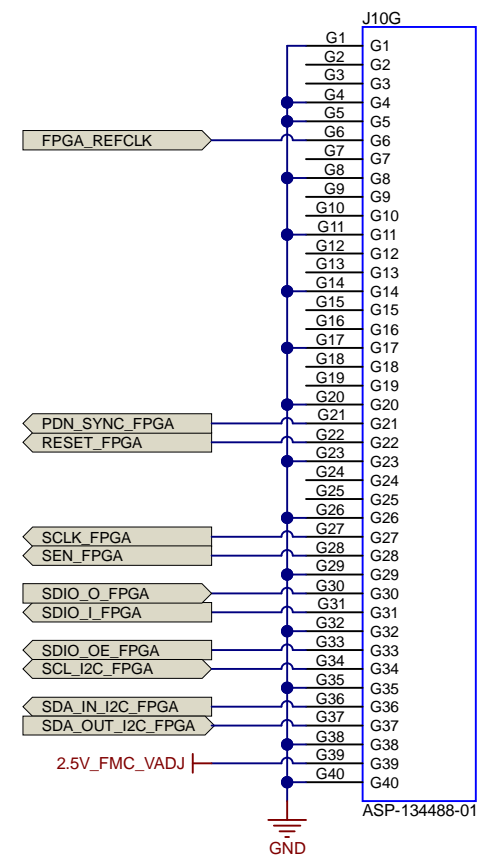 J10G
G1 G1
G2 G2
G3 G3
G4 G4
G5 G5
FPGA_REFCLK G6 G6
G7 G7
G8 G8
G9 G9
G10 G10
G11 G11
G12 G12
G13 G13
G14 G14
G15 G15
G16 G16
G17 G17
G18 G18
G19 G19
G20 G20
PDN_SYNC_FPGA G21 G21
RESET_FPGA G22 G22
G23 G23
G24 G24
G25 G25
G26 G26
SCLK_FPGA G27 G27
SEN_FPGA G28 G28
G29 G29
SDIO_O_FPGA G30 G30
SDIO_I_FPGA G31 G31
G32 G32
SDIO_OE_FPGA G33 G33
SCL_I2C_FPGA G34 G34
G35 G35
SDA_IN_I2C_FPGA G36 G36
SDA_OUT_I2C_FPGA G37 G37
G38 G38
2.5V_FMC_VADJ G39 G39
G40 G40
ASP-134488-01
GND